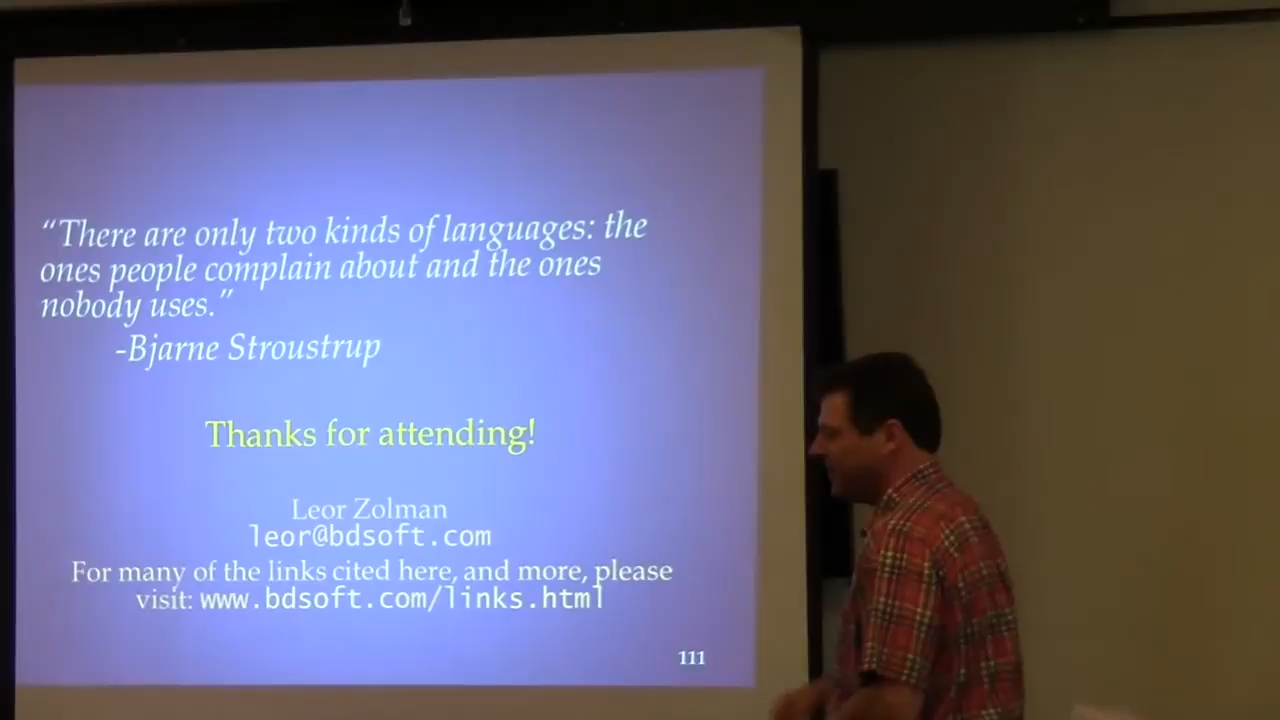 “There are only two kinds of languages: the
ones people complain about and the ones
nobody uses.”
-Bjarne Stroustrup
Thanks for attending!
Leor Zolman
leor@bdsoft.com
For many of the links cited here, and more, please
visit: www.bdsoft.com/links.html
111